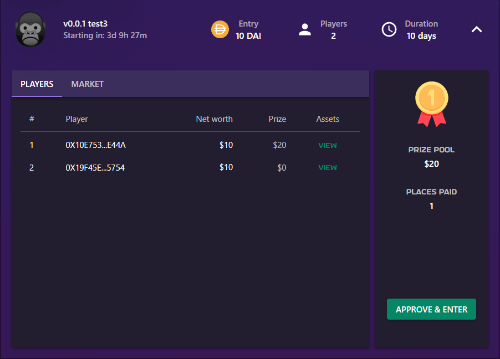 v0.0.1 test3
Starting in: 3d 9h 27m
Entry
10 DAI
Players
2
Duration
10 days
PLAYERS MARKET
# Player Net worth Prize Assets
1 0X10E753...E44A $10 $20 VIEW
2 0X19F45E...5754 $10 $0 VIEW
1
PRIZE POOL
$20
PLACES PAID
1
APPROVE & ENTER